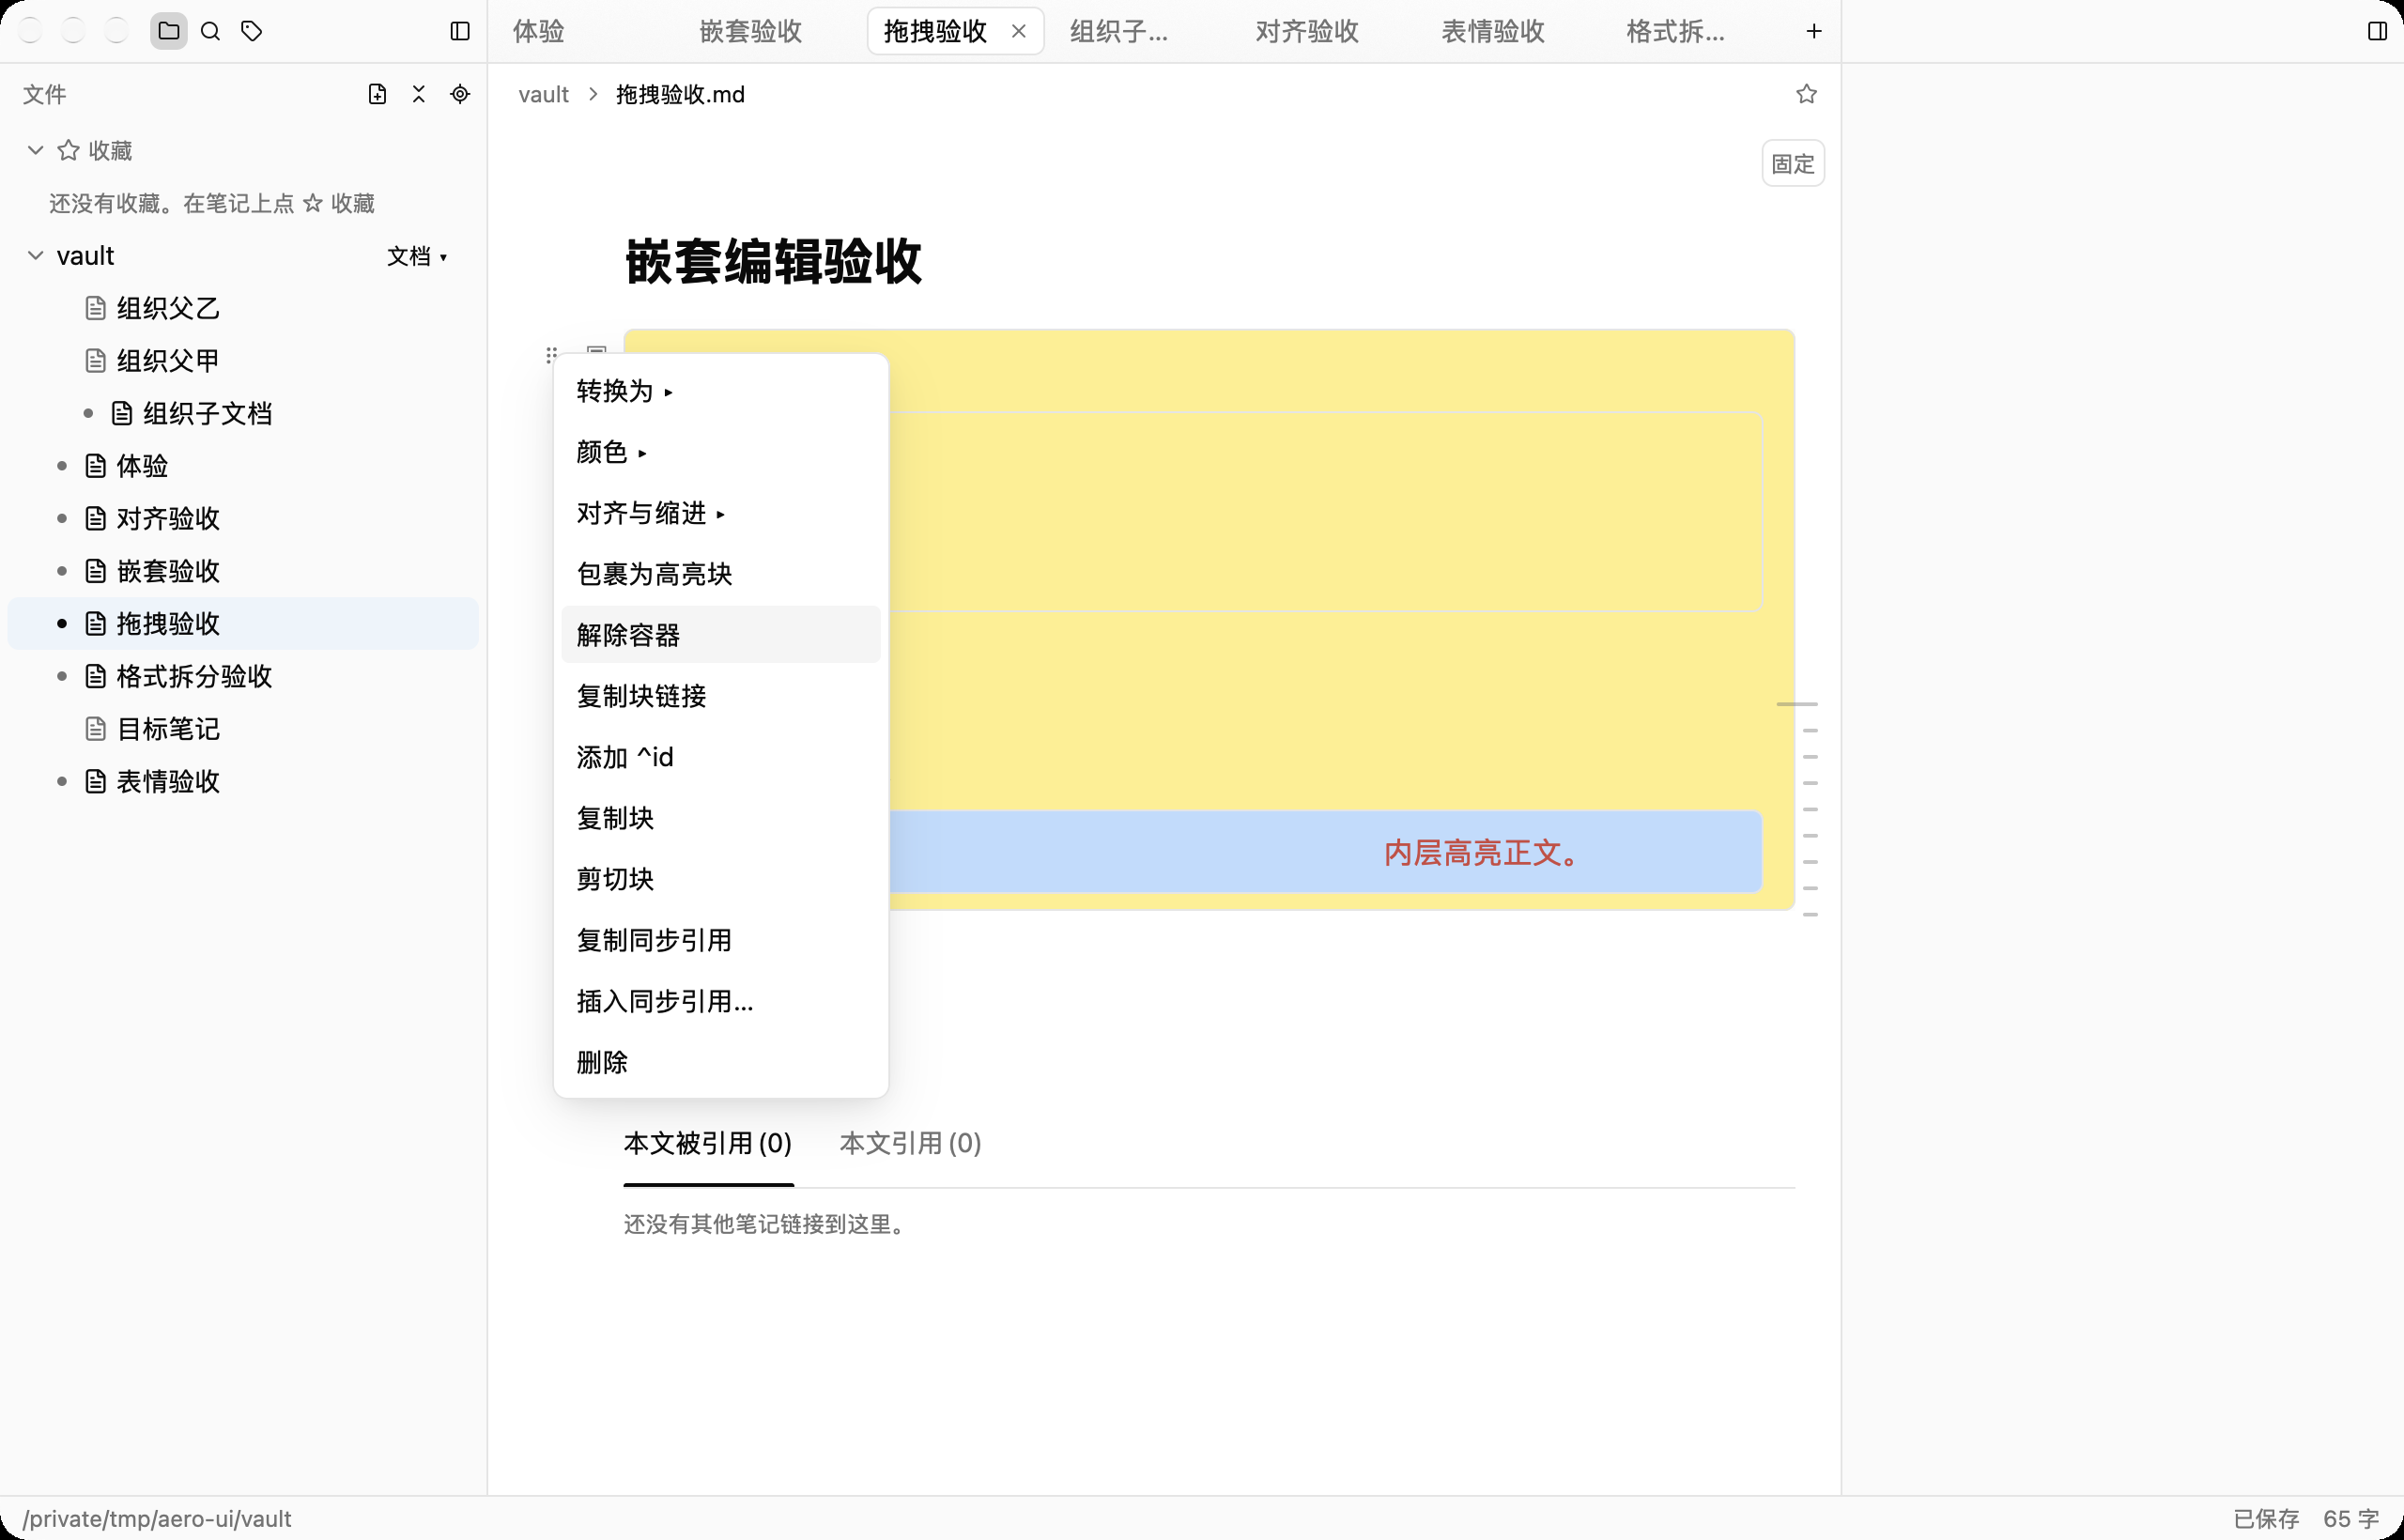 体验
嵌套验收
拖拽验收
组织子...
对齐验收
表情验收
格式拆...
文件
收藏
还没有收藏。在笔记上点 ☆ 收藏
vault
文档
组织父乙
组织父甲
组织子文档
体验
对齐验收
嵌套验收
拖拽验收
格式拆分验收
目标笔记
表情验收
vault > 拖拽验收.md
固定
嵌套编辑验收
转换为
颜色
对齐与缩进
包裹为高亮块
解除容器
复制块链接
添加 ^id
复制块
剪切块
复制同步引用
插入同步引用...
删除
内层高亮正文。
本文被引用 (0)
本文引用 (0)
还没有其他笔记链接到这里。
/private/tmp/aero-ui/vault
已保存
65 字